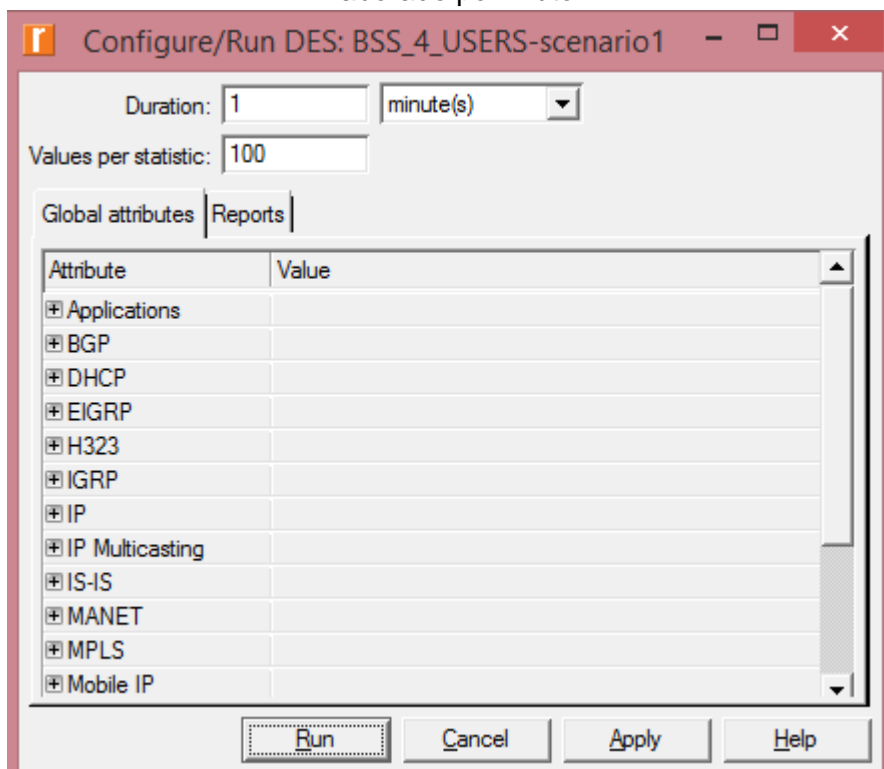 Configure/Run DES: BSS_4_USERS-scenario1
Duration: 1 minute(s)
Values per statistic: 100
Global attributes Reports
Attribute Value
Applications
BGP
DHCP
EIGRP
H323
IGRP
IP
IP Multicasting
IS-IS
MANET
MPLS
Mobile IP
Run Cancel Apply Help